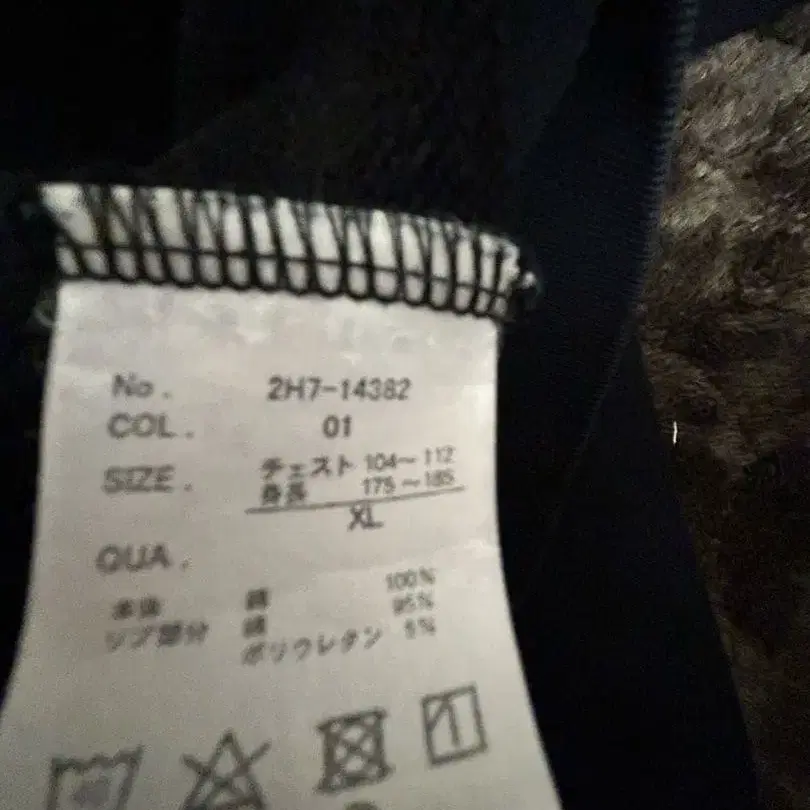 No. 2H7-14382
COL. 01
SIZE. チェスト 104～112
身長 175～185
XL
QUA.
本体 綿 100%
リブ部分 綿 95%
ポリウレタン 5%
40